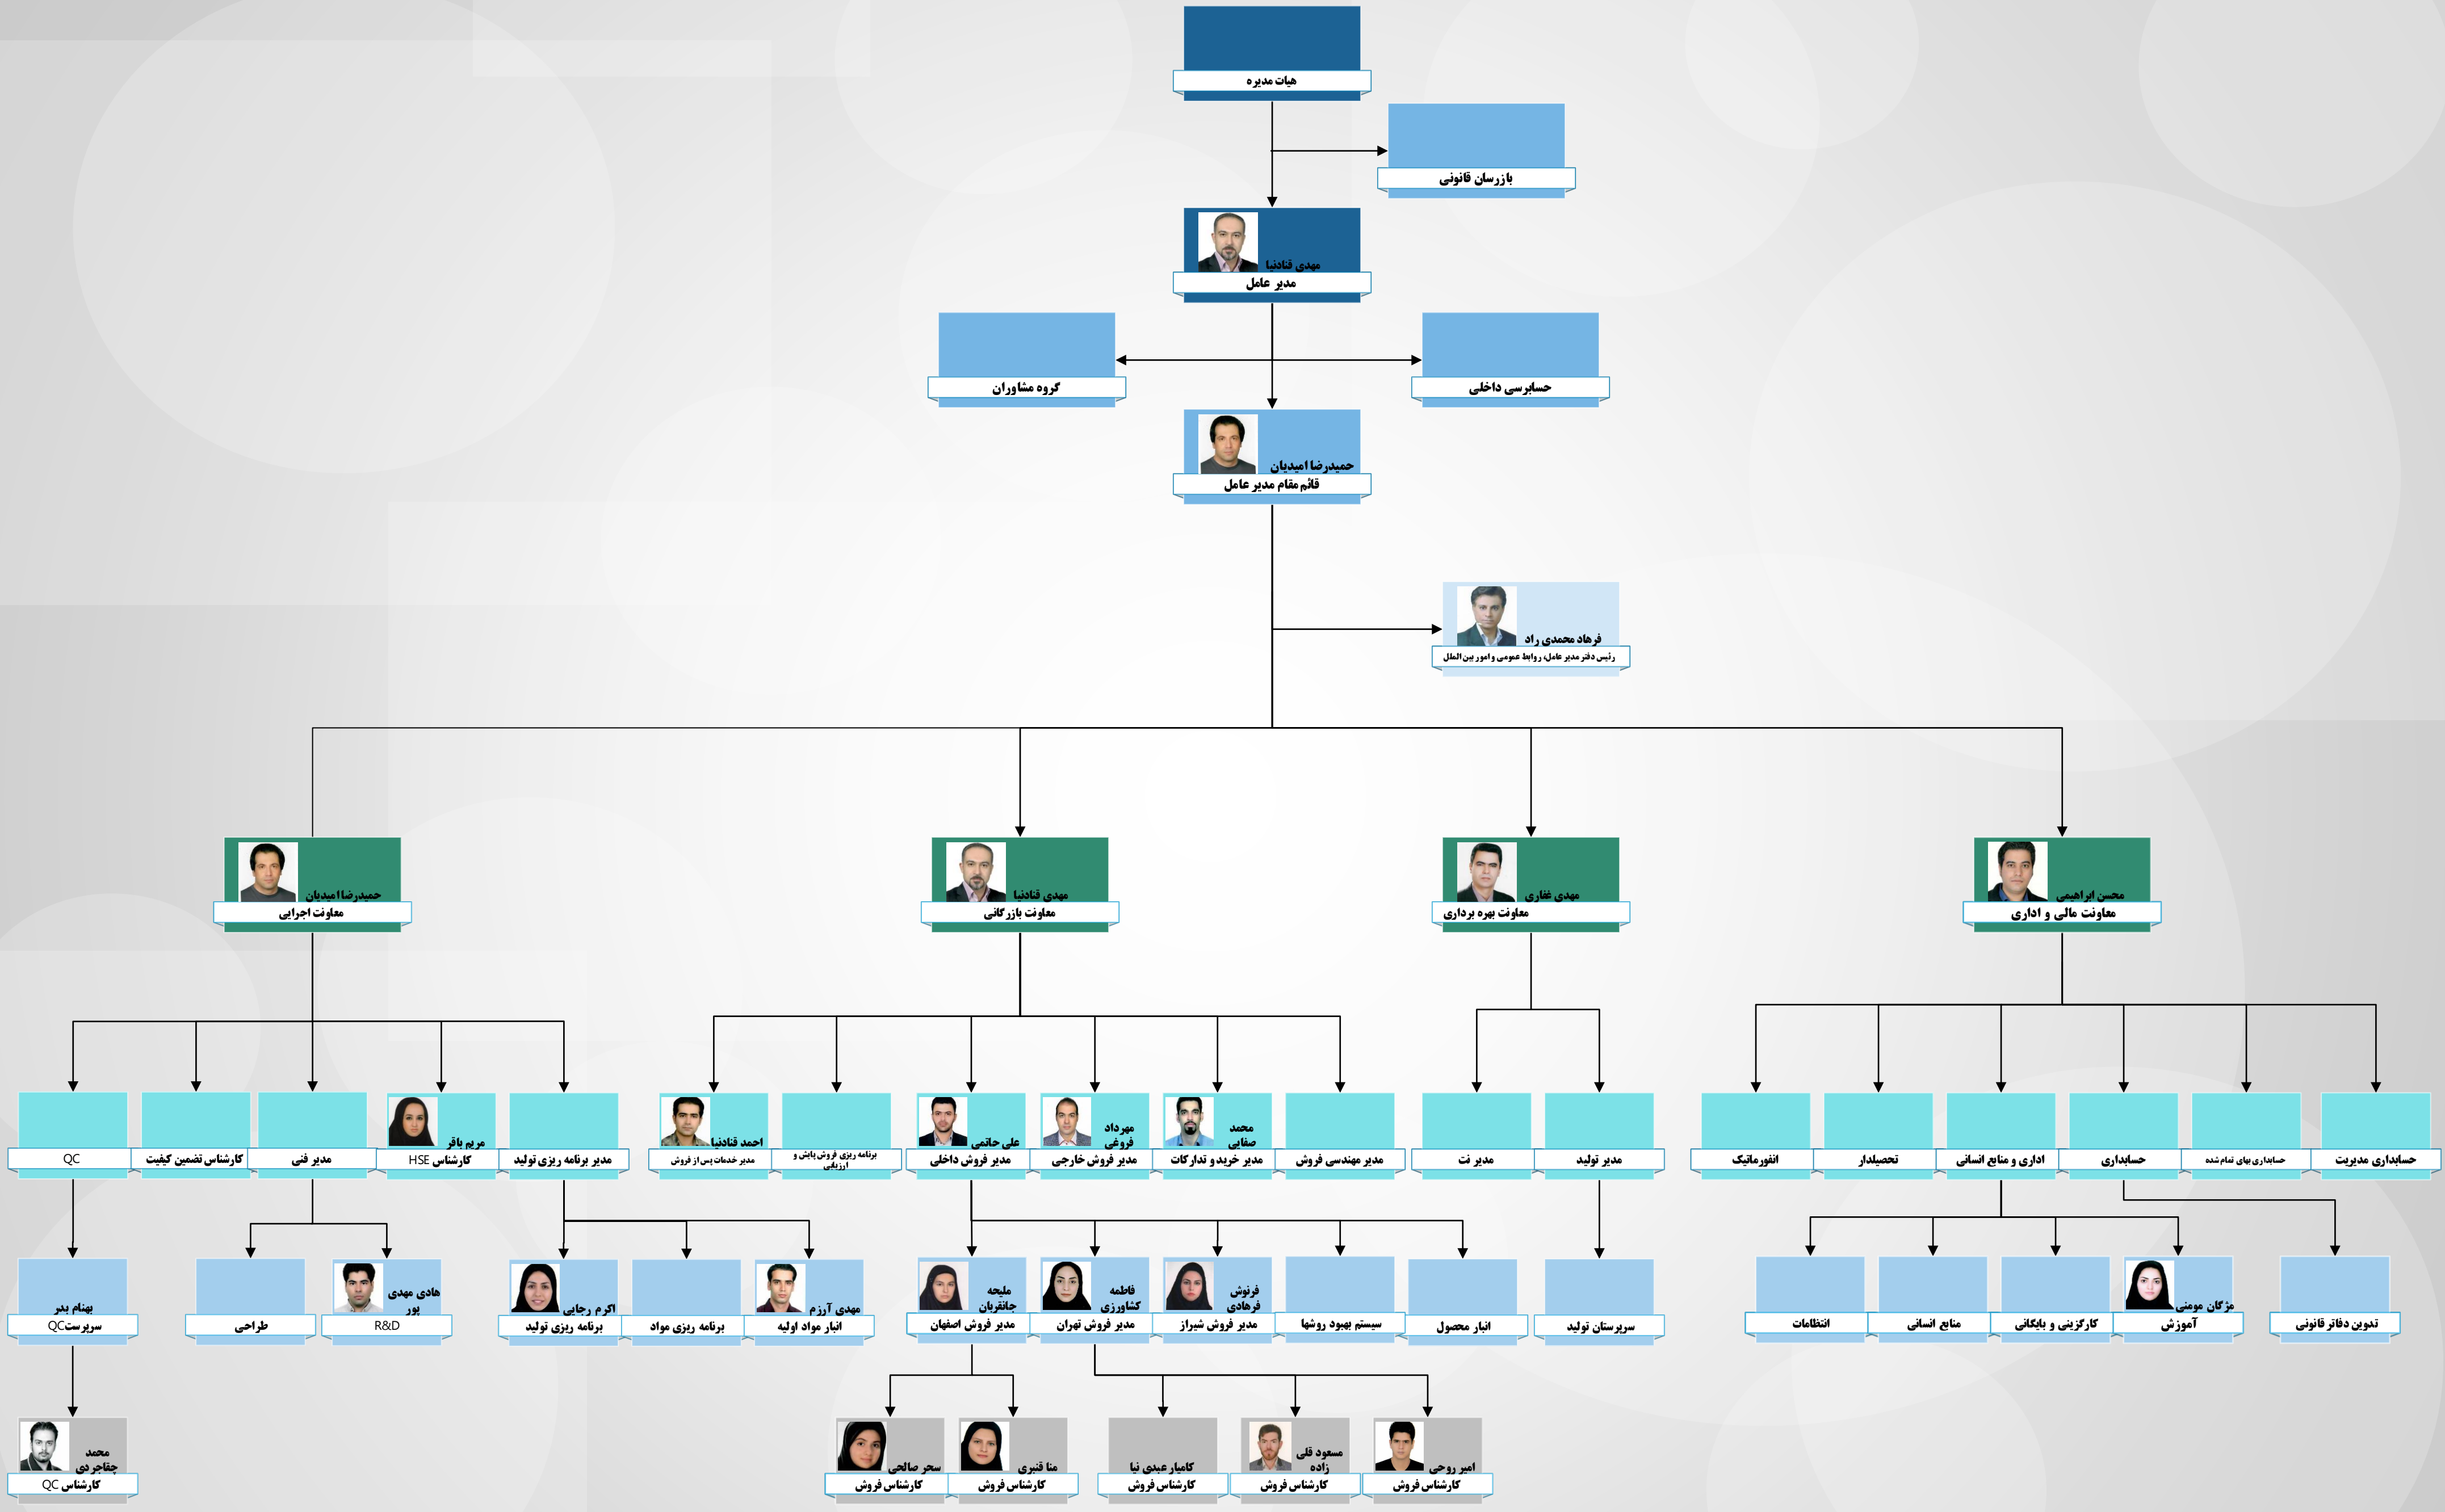 هیات مدیره
بازرسان قانونی
مهدی قنادنیا
مدیر عامل
حسابرسی داخلی
گروه مشاوران
حمیدرضا امیدیان
قائم مقام مدیر عامل
فرهاد محمدی راد
رئیس دفتر مدیر عامل، روابط عمومی و امور بین الملل
محسن ابراهیمی
معاونت مالی و اداری
مهدی غفاری
معاونت بهره برداری
مهدی قنادنیا
معاونت بازرگانی
حمیدرضا امیدیان
معاونت اجرایی
حسابداری مدیریت
حسابداری بهای تمام شده
حسابداری
اداری و منابع انسانی
تحصیلدار
انفورماتیک
مدیر تولید
مدیر نت
مدیر مهندسی فروش
محمد
صفایی
مدیر خرید و تدارکات
مهرداد
فروغی
مدیر فروش خارجی
علی حاتمی
مدیر فروش داخلی
برنامه ریزی فروش پایش و
ارزیابی
احمد قنادنیا
مدیر خدمات پس از فروش
مدیر برنامه ریزی تولید
مریم باقر
کارشناس HSE
مدیر فنی
کارشناس تضمین کیفیت
QC
تدوین دفاتر قانونی
مژگان مومنی
آموزش
کارگزینی و بایگانی
منابع انسانی
انتظامات
سرپرستان تولید
انبار محصول
سیستم بهبود روشها
فرنوش
فرهادی
مدیر فروش شیراز
فاطمه
کشاورزی
مدیر فروش تهران
ملیحه
جانقربان
مدیر فروش اصفهان
مهدی آرزم
انبار مواد اولیه
برنامه ریزی مواد
اکرم رجایی
برنامه ریزی تولید
هادی مهدی
پور
R&D
طراحی
بهنام بدر
سرپرستQC
امیر روحی
کارشناس فروش
مسعود قلی
زاده
کارشناس فروش
کامیار عبدی نیا
کارشناس فروش
منا قنبری
کارشناس فروش
سحر صالحی
کارشناس فروش
محمد
چقاجردی
کارشناس QC